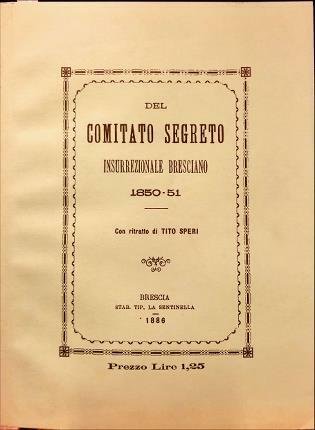 DEL
COMITATO SEGRETO
INSURREZIONALE BRESCIANO
1850-51
Con ritratto di TITO SPERI
BRESCIA
STAB. TIP. LA SENTINELLA
1886
Prezzo Lire 1,25